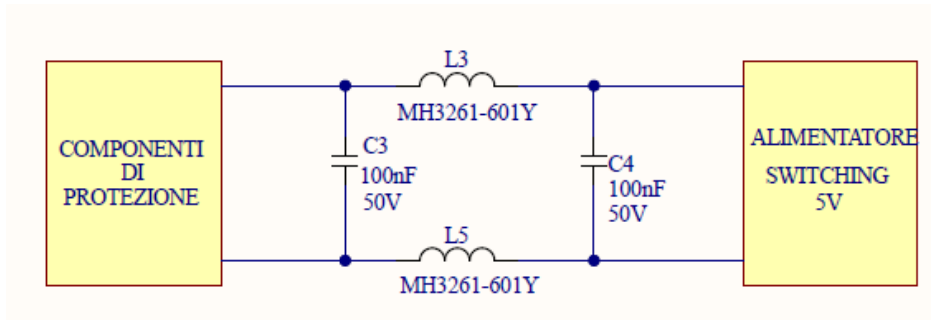 L3
MH3261-601Y
COMPONENTI
DI
PROTEZIONE
C3
100nF
50V
C4
100nF
50V
ALIMENTATORE
SWITCHING
5V
L5
MH3261-601Y